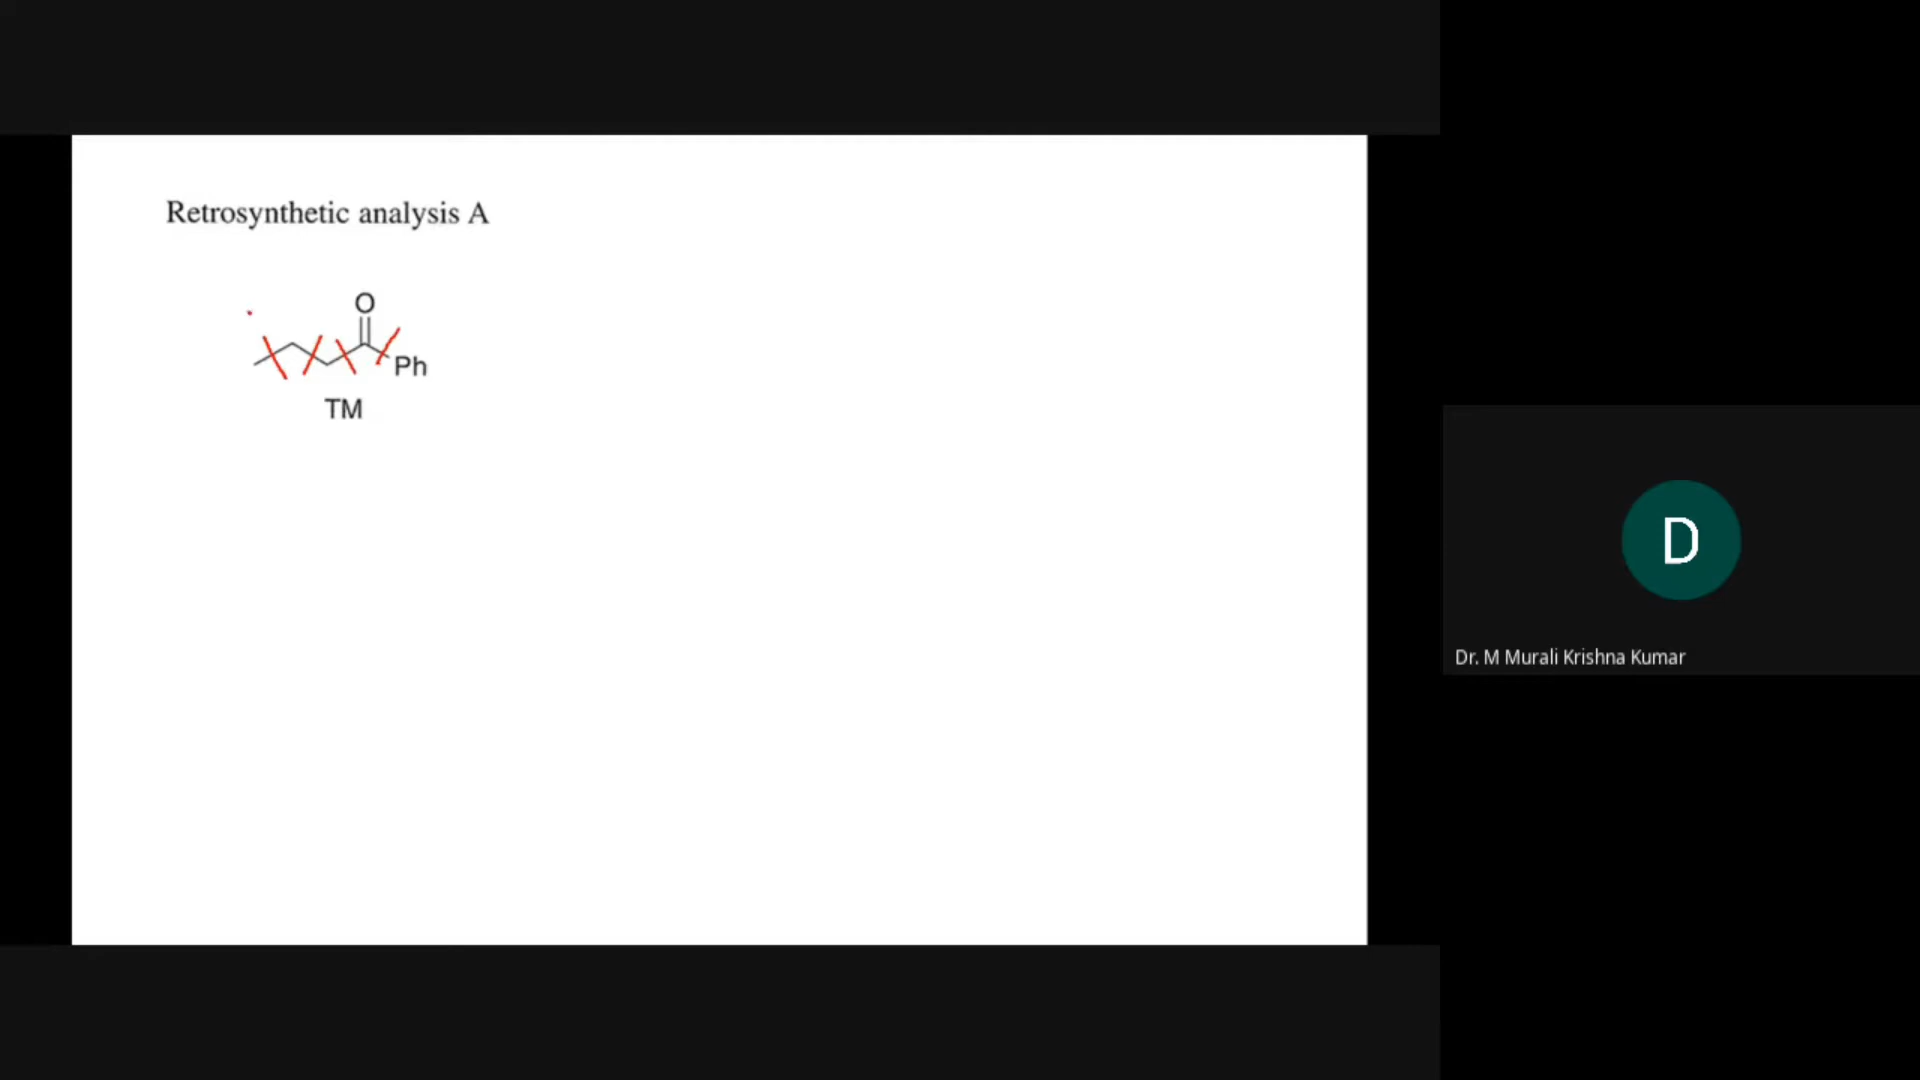 Retrosynthetic analysis A
O
Ph
TM
D
Dr. M Murali Krishna Kumar